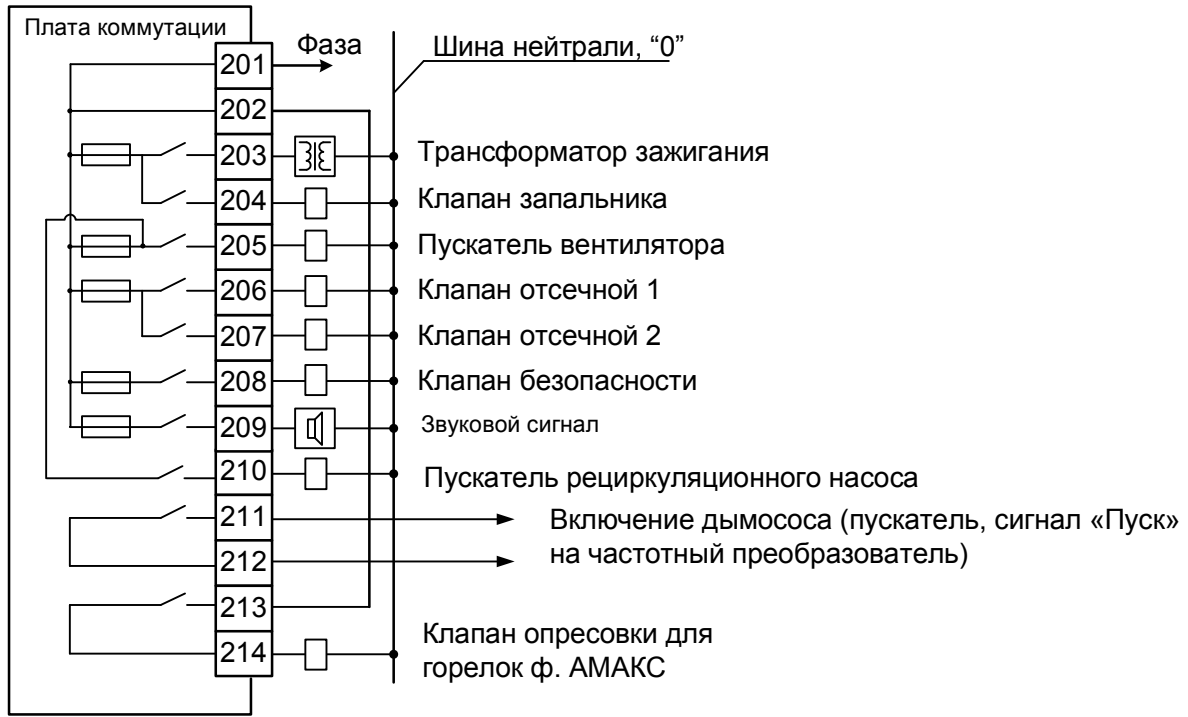 Плата коммутации
Фаза
Шина нейтрали, “0”
201
202
203
Трансформатор зажигания
204
Клапан запальника
205
Пускатель вентилятора
206
Клапан отсечной 1
207
Клапан отсечной 2
208
Клапан безопасности
209
Звуковой сигнал
210
Пускатель рециркуляционного насоса
211
Включение дымососа (пускатель, сигнал «Пуск»
на частотный преобразователь)
212
213
214
Клапан опресовки для
горелок ф. АМАКС